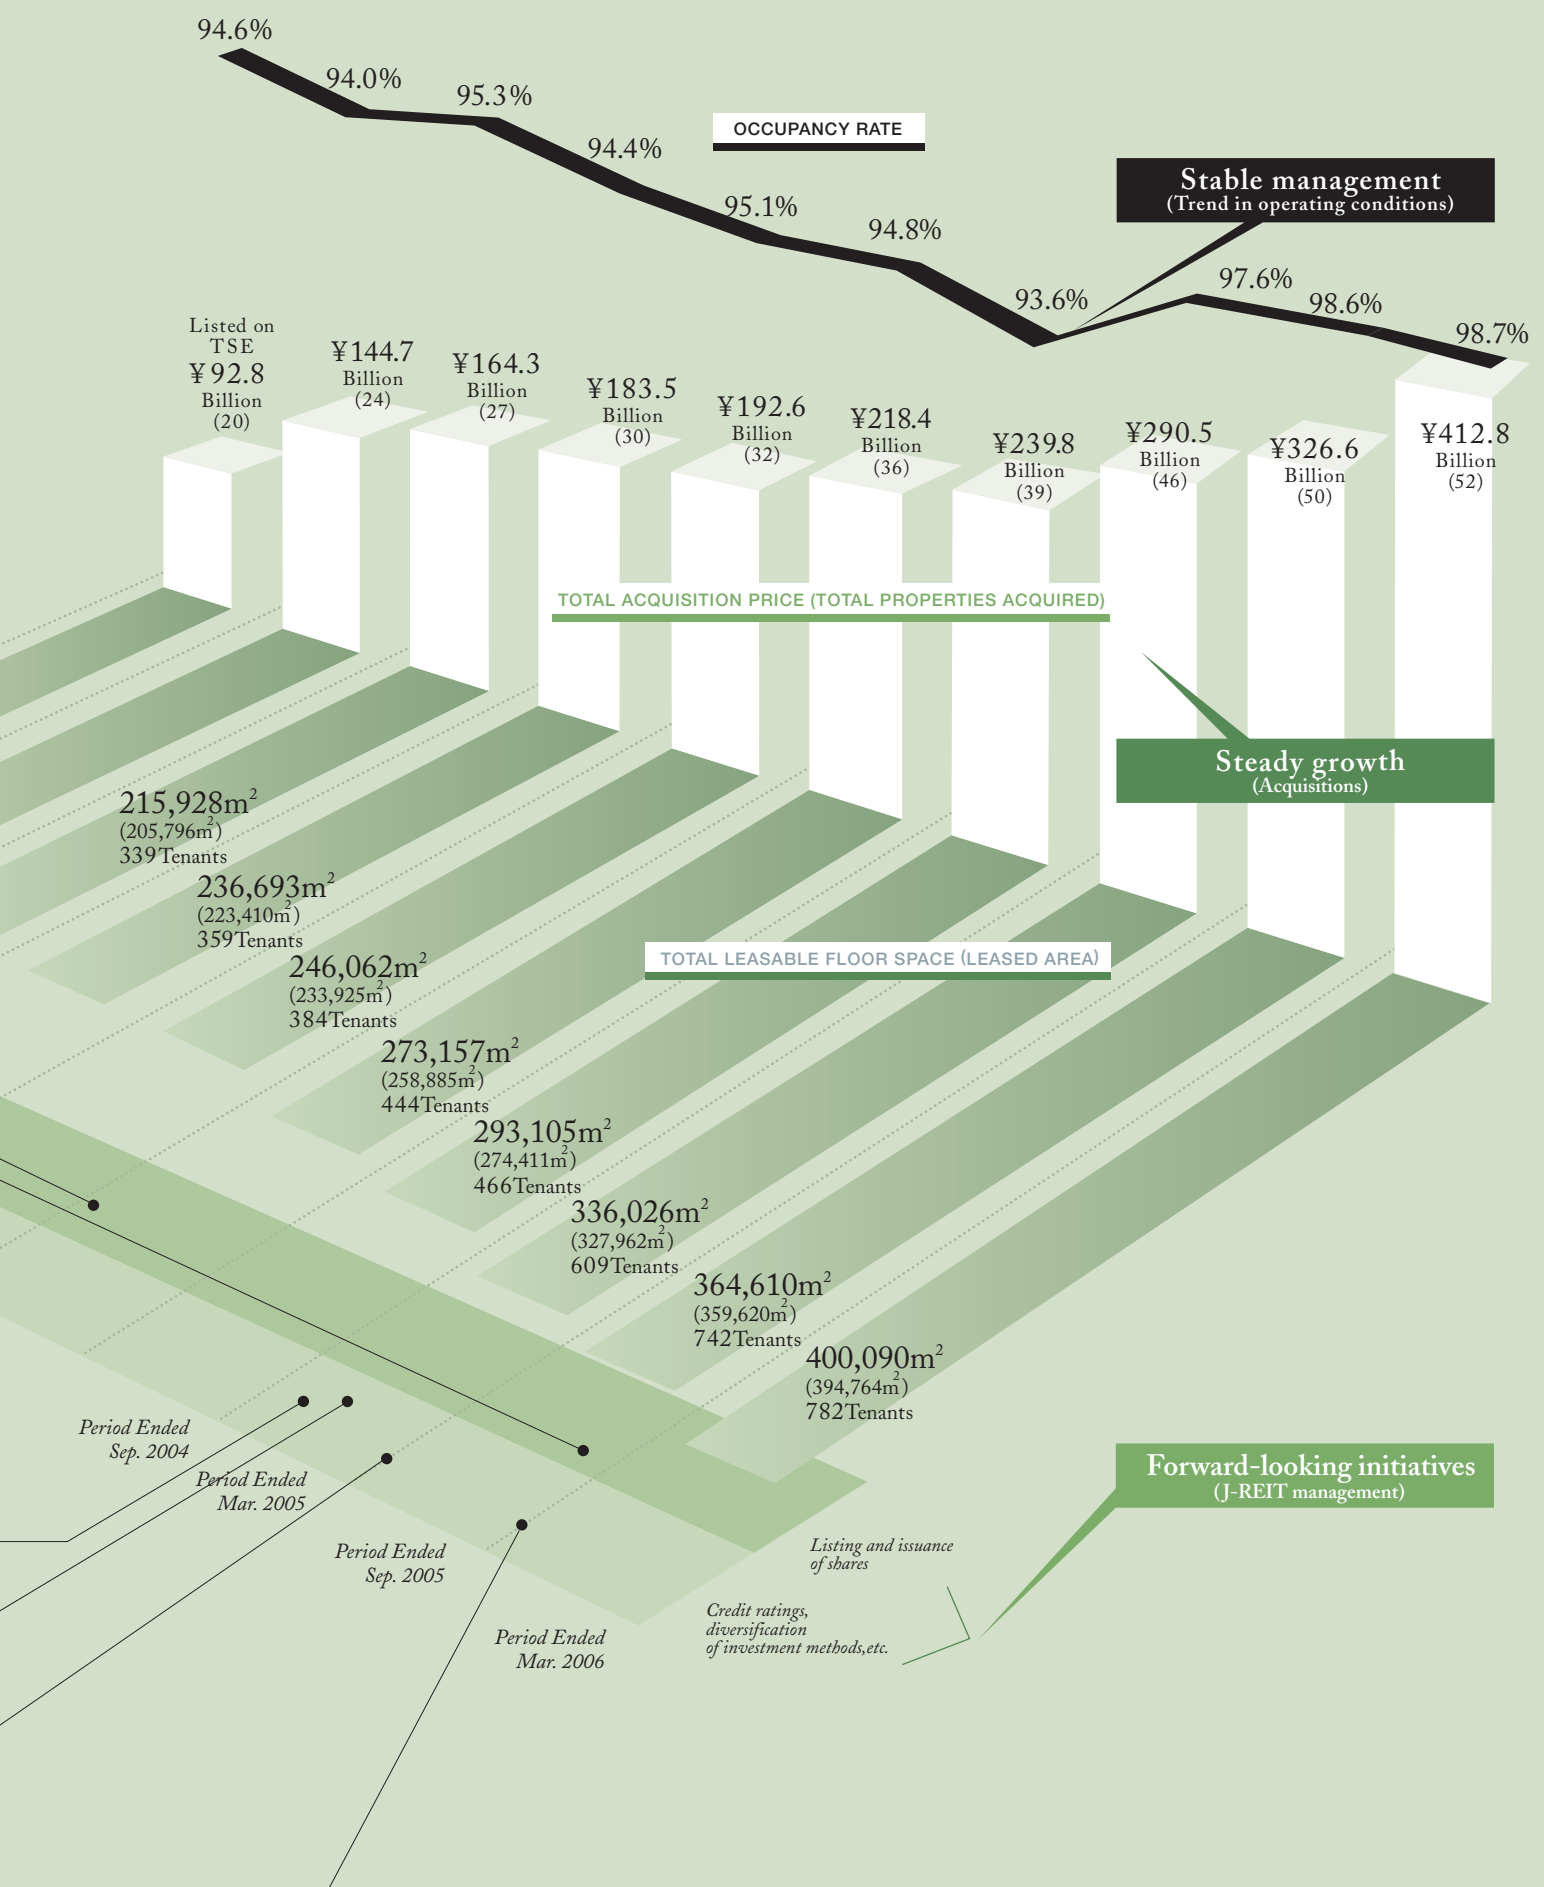 94.6%
94.0%
95.3%
94.4%
95.1%
94.8%
93.6%
97.6%
98.6%
98.7%
OCCUPANCY RATE
Stable management
(Trend in operating conditions)
Listed on
TSE
¥92.8
Billion
(20)
¥144.7
Billion
(24)
¥164.3
Billion
(27)
¥183.5
Billion
(30)
¥192.6
Billion
(32)
¥218.4
Billion
(36)
¥239.8
Billion
(39)
¥290.5
Billion
(46)
¥326.6
Billion
(50)
¥412.8
Billion
(52)
TOTAL ACQUISITION PRICE (TOTAL PROPERTIES ACQUIRED)
Steady growth
(Acquisitions)
215,928m²
(205,796m²)
339Tenants
236,693m²
(223,410m²)
359Tenants
246,062m²
(233,925m²)
384Tenants
TOTAL LEASABLE FLOOR SPACE (LEASED AREA)
273,157m²
(258,885m²)
444Tenants
293,105m²
(274,411m²)
466Tenants
336,026m²
(327,962m²)
609Tenants
364,610m²
(359,620m²)
742Tenants
400,090m²
(394,764m²)
782Tenants
Period Ended
Sep. 2004
Period Ended
Mar. 2005
Period Ended
Sep. 2005
Period Ended
Mar. 2006
Forward-looking initiatives
(J-REIT management)
Listing and issuance
of shares
Credit ratings,
diversification
of investment methods,etc.